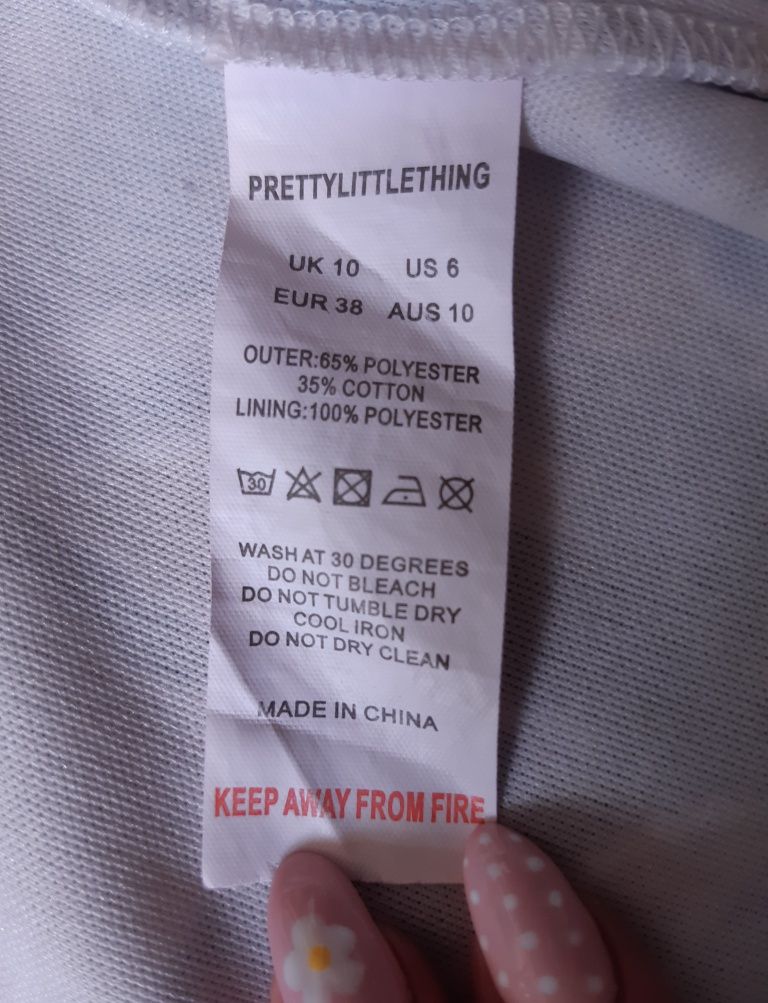 PRETTYLITTLETHING
UK 10 US 6
EUR 38 AUS 10
OUTER:65% POLYESTER
35% COTTON
LINING:100% POLYESTER
30
WASH AT 30 DEGREES
DO NOT BLEACH
DO NOT TUMBLE DRY
COOL IRON
DO NOT DRY CLEAN
MADE IN CHINA
KEEP AWAY FROM FIRE